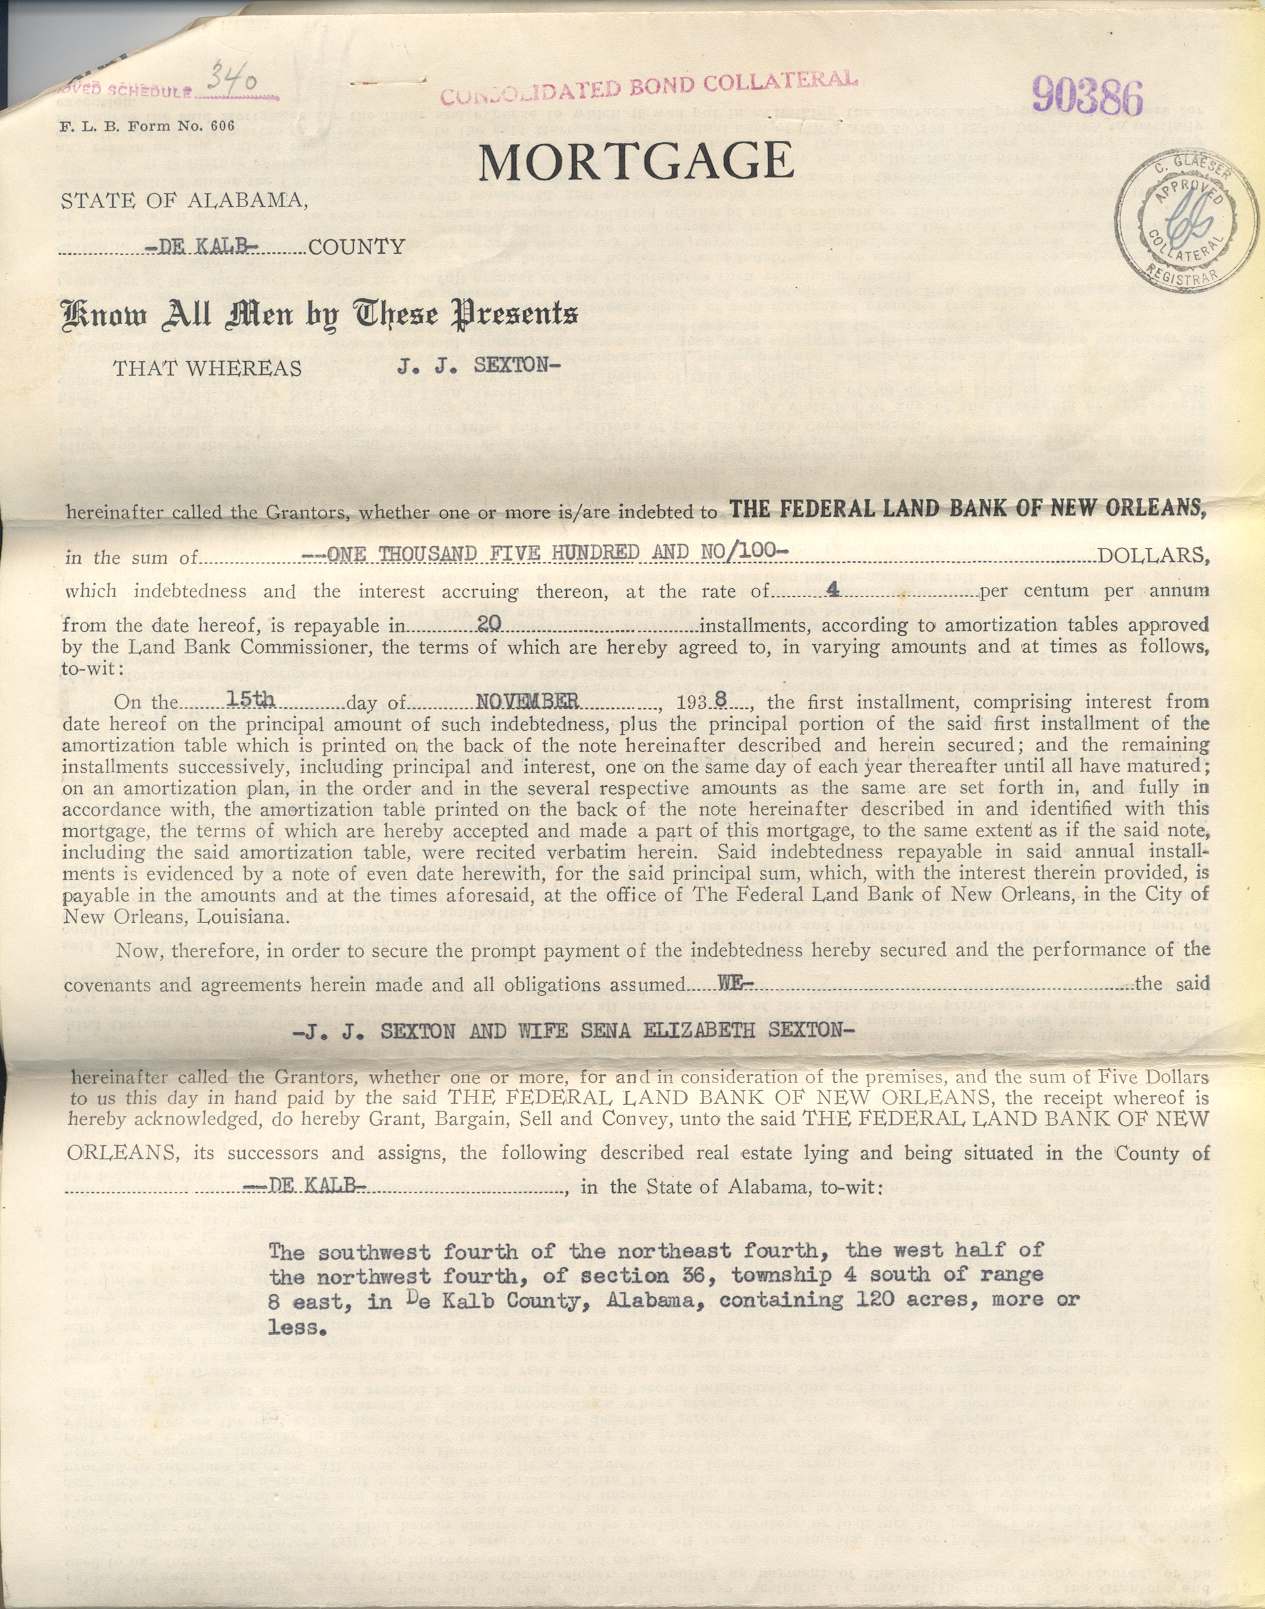 OVED SCHEDULE 340
CONSOLIDATED BOND COLLATERAL
90386
F. L. B. Form No. 606
MORTGAGE
C. GLAESER
APPROVED
COLLATERAL
REGISTRAR
STATE OF ALABAMA,
-DE KALB- COUNTY
Know All Men by These Presents
THAT WHEREAS J. J. SEXTON-
hereinafter called the Grantors, whether one or more is/are indebted to THE FEDERAL LAND BANK OF NEW ORLEANS,
in the sum of --ONE THOUSAND FIVE HUNDRED AND NO/100- DOLLARS,
which indebtedness and the interest accruing thereon, at the rate of 4 per centum per annum
from the date hereof, is repayable in 20 installments, according to amortization tables approved
by the Land Bank Commissioner, the terms of which are hereby agreed to, in varying amounts and at times as follows,
to-wit:
On the 15th day of NOVEMBER, 1938, the first installment, comprising interest from
date hereof on the principal amount of such indebtedness, plus the principal portion of the said first installment of the
amortization table which is printed on the back of the note hereinafter described and herein secured; and the remaining
installments successively, including principal and interest, one on the same day of each year thereafter until all have matured;
on an amortization plan, in the order and in the several respective amounts as the same are set forth in, and fully in
accordance with, the amortization table printed on the back of the note hereinafter described in and identified with this
mortgage, the terms of which are hereby accepted and made a part of this mortgage, to the same extent as if the said note,
including the said amortization table, were recited verbatim herein. Said indebtedness repayable in said annual install-
ments is evidenced by a note of even date herewith, for the said principal sum, which, with the interest therein provided, is
payable in the amounts and at the times aforesaid, at the office of The Federal Land Bank of New Orleans, in the City of
New Orleans, Louisiana.
Now, therefore, in order to secure the prompt payment of the indebtedness hereby secured and the performance of the
covenants and agreements herein made and all obligations assumed WE- the said
-J. J. SEXTON AND WIFE SENA ELIZABETH SEXTON-
hereinafter called the Grantors, whether one or more, for and in consideration of the premises, and the sum of Five Dollars
to us this day in hand paid by the said THE FEDERAL LAND BANK OF NEW ORLEANS, the receipt whereof is
hereby acknowledged, do hereby Grant, Bargain, Sell and Convey, unto the said THE FEDERAL LAND BANK OF NEW
ORLEANS, its successors and assigns, the following described real estate lying and being situated in the County of
--DE KALB-, in the State of Alabama, to-wit:
The southwest fourth of the northeast fourth, the west half of
the northwest fourth, of section 36, township 4 south of range
8 east, in De Kalb County, Alabama, containing 120 acres, more or
less.